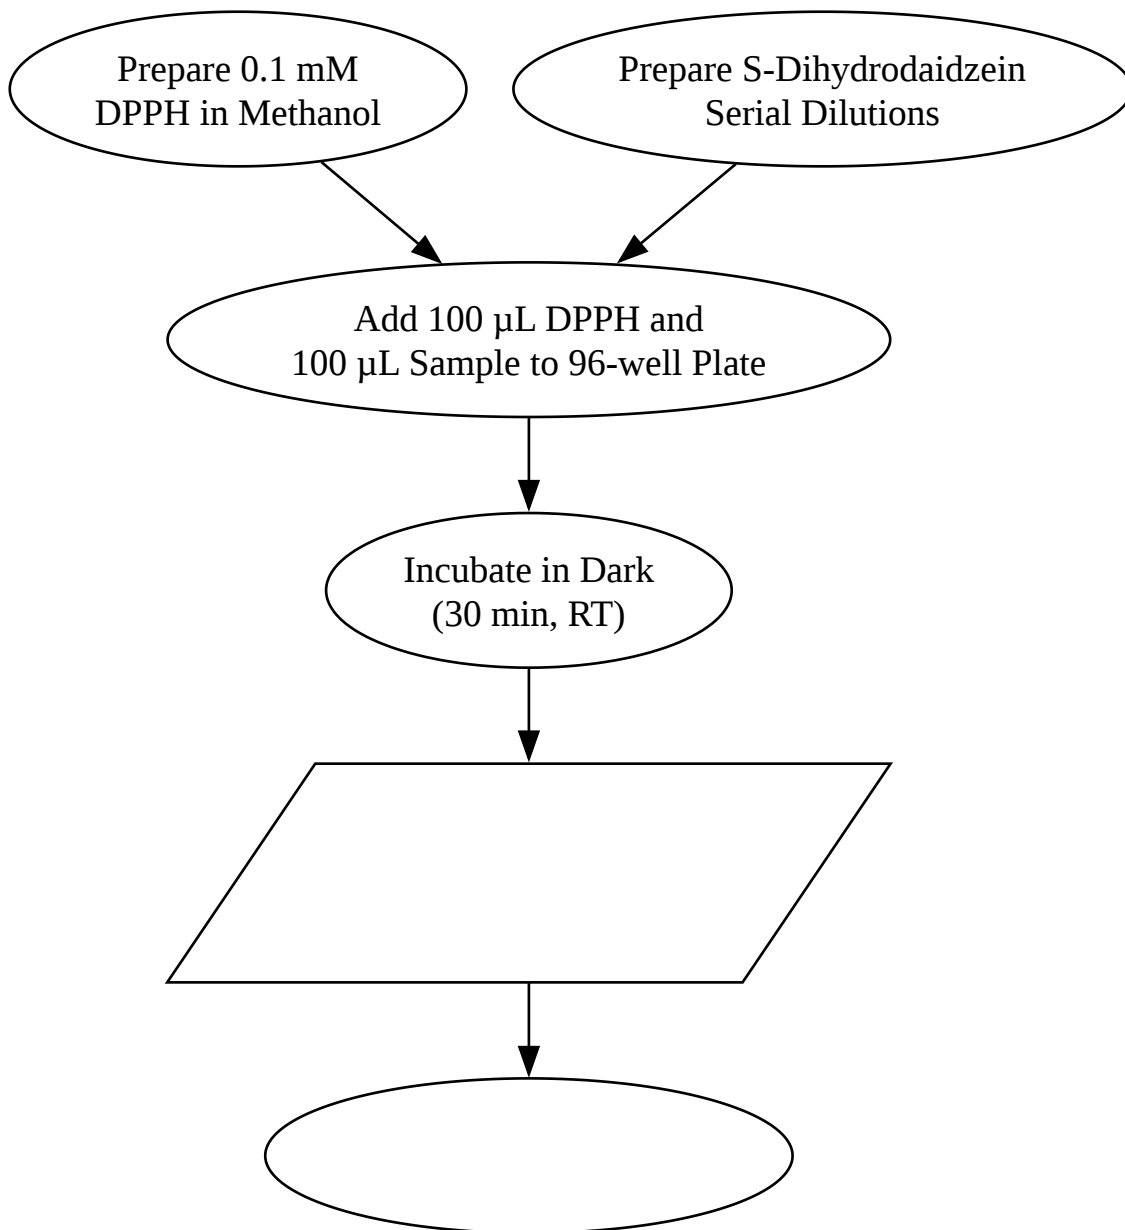 Prepare 0.1 mM
DPPH in Methanol
Prepare S-Dihydrodaidzein
Serial Dilutions
Add 100 µL DPPH and
100 µL Sample to 96-well Plate
Incubate in Dark
(30 min, RT)